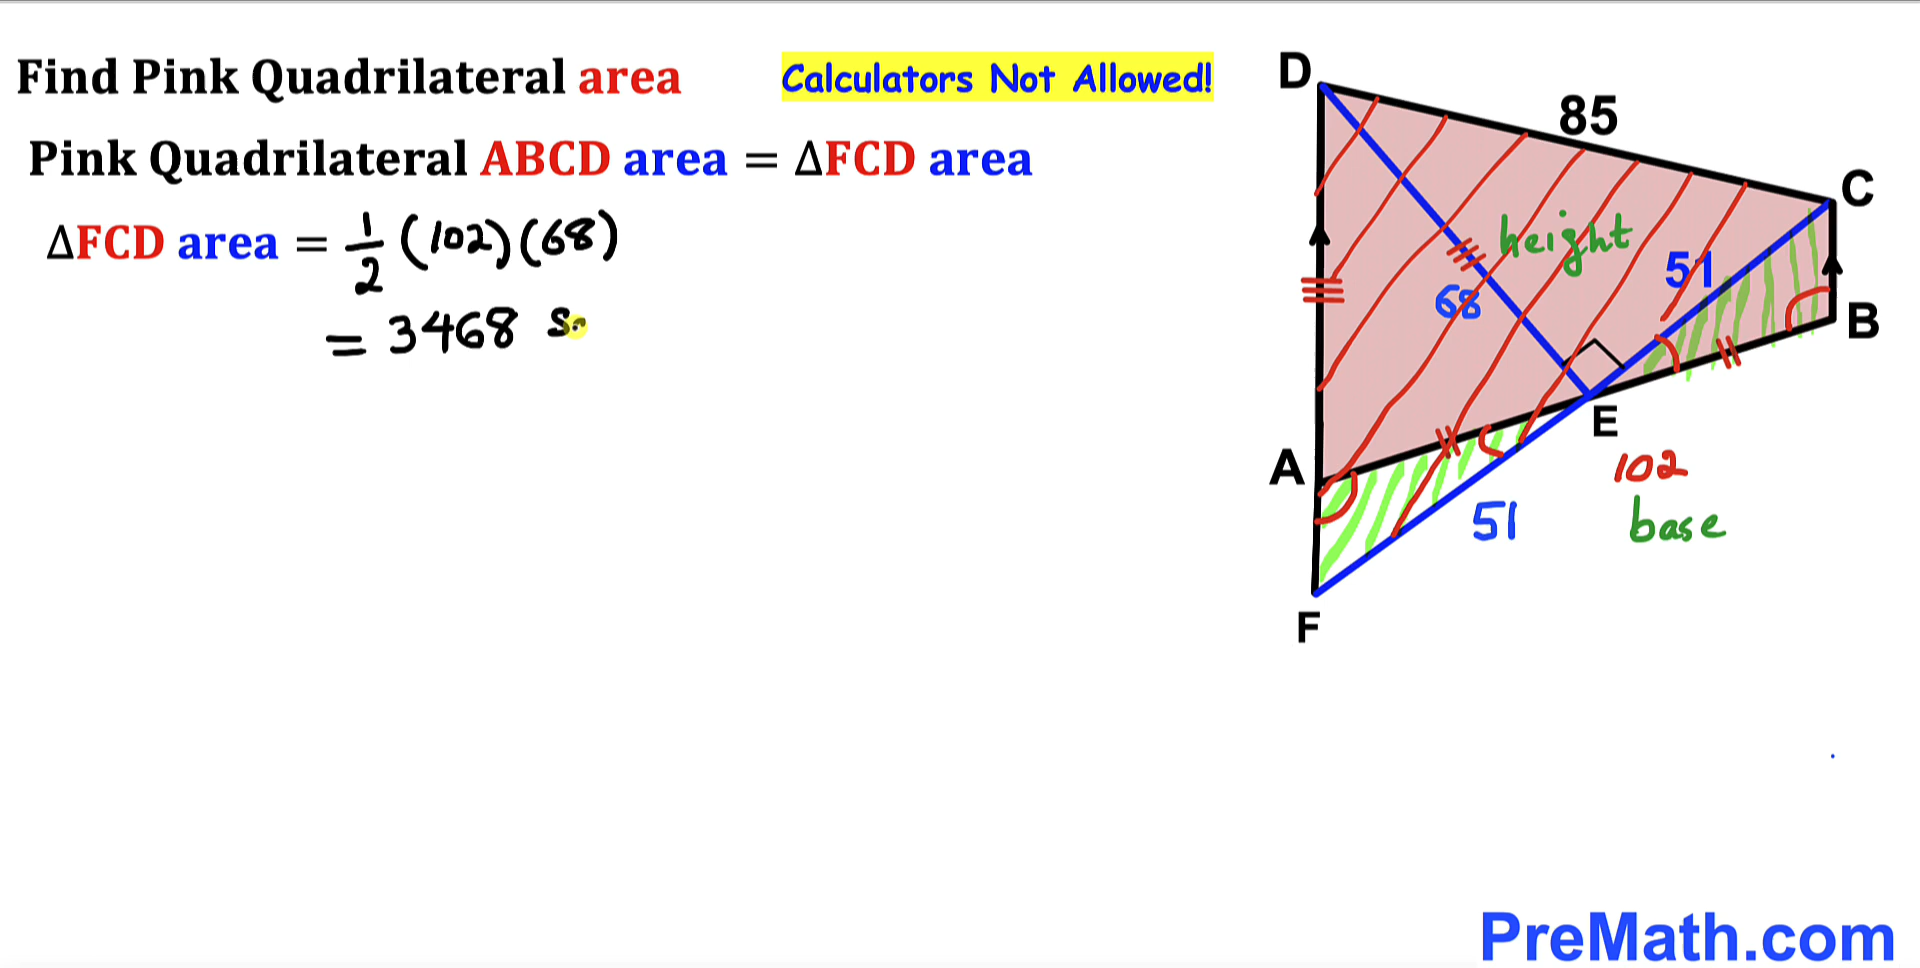 Find Pink Quadrilateral area
Calculators Not Allowed!
Pink Quadrilateral ABCD area = ΔFCD area
ΔFCD area = 1/2 (102)(68)
= 3468
D
85
C
height
51
68
B
E
A
102
51
base
F
PreMath.com